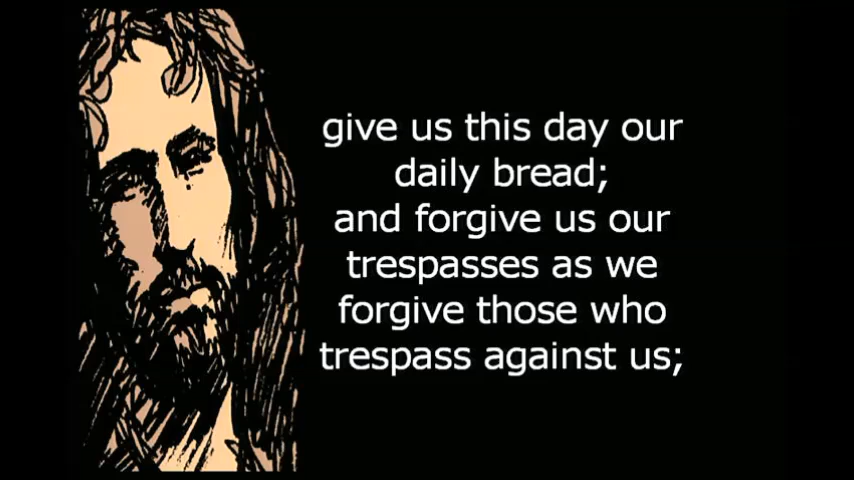 give us this day our
daily bread;
and forgive us our
trespasses as we
forgive those who
trespass against us;